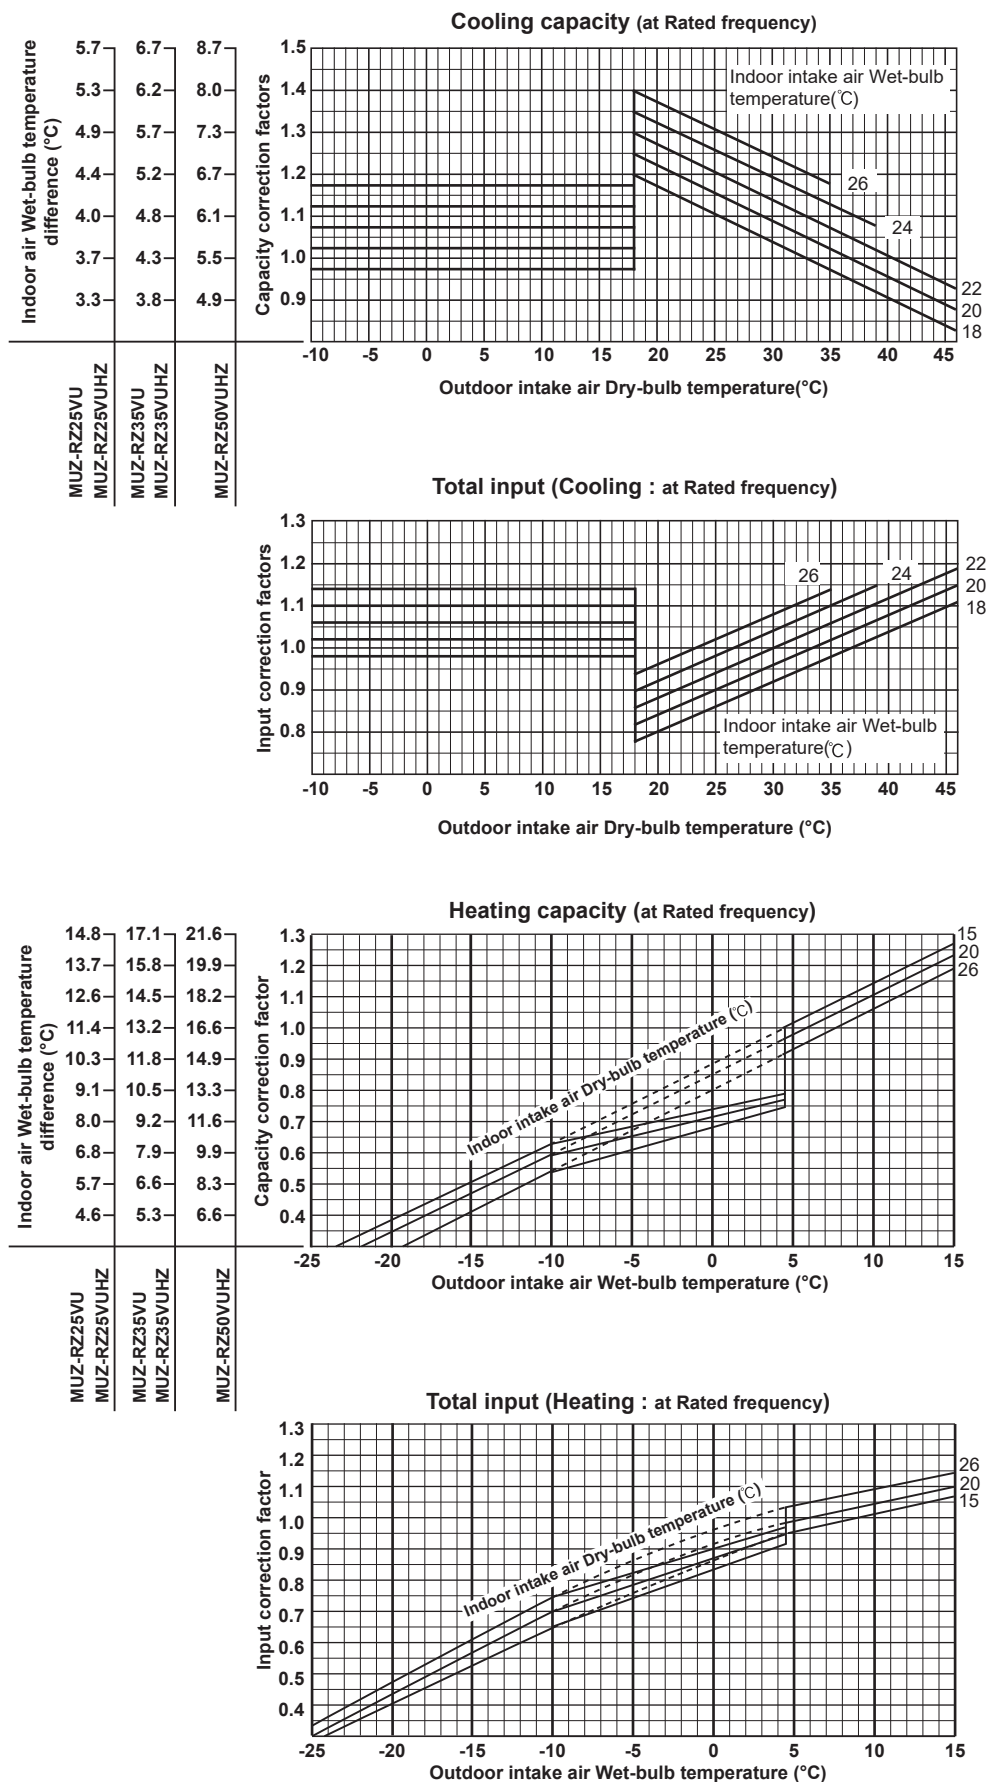 Cooling capacity (at Rated frequency)
Indoor air Wet-bulb temperature
difference (°C)
5.7 6.7 8.7
5.3 6.2 8.0
4.9 5.7 7.3
4.4 5.2 6.7
4.0 4.8 6.1
3.7 4.3 5.5
3.3 3.8 4.9
MUZ-RZ25VU
MUZ-RZ25VUHZ
MUZ-RZ35VU
MUZ-RZ35VUHZ
MUZ-RZ50VUHZ
Capacity correction factors
1.5
1.4
1.3
1.2
1.1
1.0
0.9
Indoor intake air Wet-bulb
temperature(°C)
26
24
22
20
18
-10 -5 0 5 10 15 20 25 30 35 40 45
Outdoor intake air Dry-bulb temperature(°C)
Total input (Cooling : at Rated frequency)
Input correction factors
1.3
1.2
1.1
1.0
0.9
0.8
26
24
22
20
18
Indoor intake air Wet-bulb
temperature(°C)
-10 -5 0 5 10 15 20 25 30 35 40 45
Outdoor intake air Dry-bulb temperature (°C)
Heating capacity (at Rated frequency)
Indoor air Wet-bulb temperature
difference (°C)
14.8 17.1 21.6
13.7 15.8 19.9
12.6 14.5 18.2
11.4 13.2 16.6
10.3 11.8 14.9
9.1 10.5 13.3
8.0 9.2 11.6
6.8 7.9 9.9
5.7 6.6 8.3
4.6 5.3 6.6
MUZ-RZ25VU
MUZ-RZ25VUHZ
MUZ-RZ35VU
MUZ-RZ35VUHZ
MUZ-RZ50VUHZ
Capacity correction factor
1.3
1.2
1.1
1.0
0.9
0.8
0.7
0.6
0.5
0.4
Indoor intake air Dry-bulb temperature (°C)
15
20
26
-25 -20 -15 -10 -5 0 5 10 15
Outdoor intake air Wet-bulb temperature (°C)
Total input (Heating : at Rated frequency)
Input correction factor
1.3
1.2
1.1
1.0
0.9
0.8
0.7
0.6
0.5
0.4
Indoor intake air Dry-bulb temperature (°C)
26
20
15
-25 -20 -15 -10 -5 0 5 10 15
Outdoor intake air Wet-bulb temperature (°C)